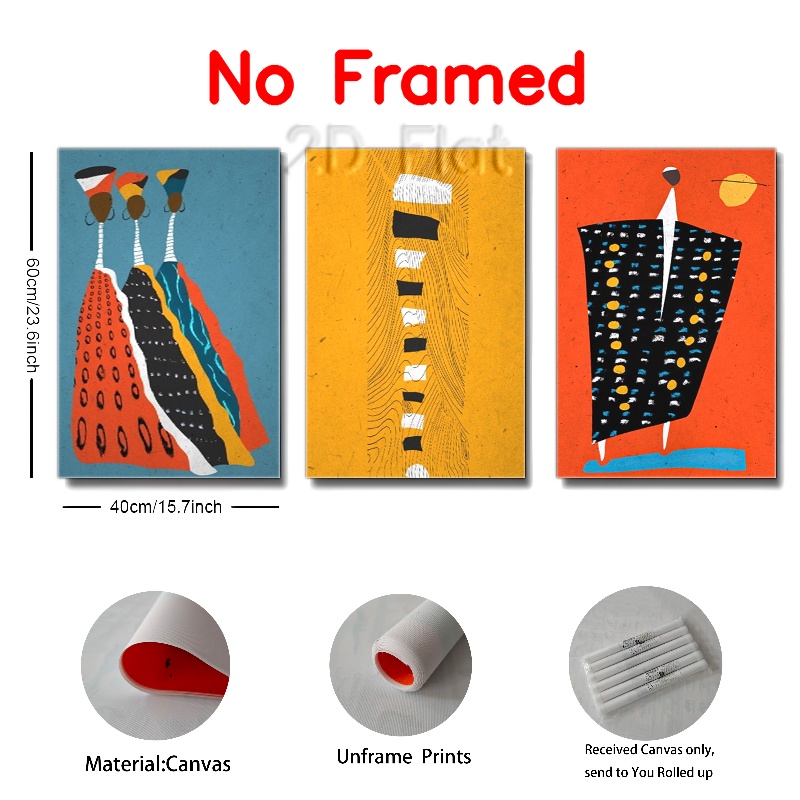 No Framed
2D Flat
60cm/23.6inch
40cm/15.7inch
Material:Canvas
Unframe Prints
Received Canvas only,
send to You Rolled up